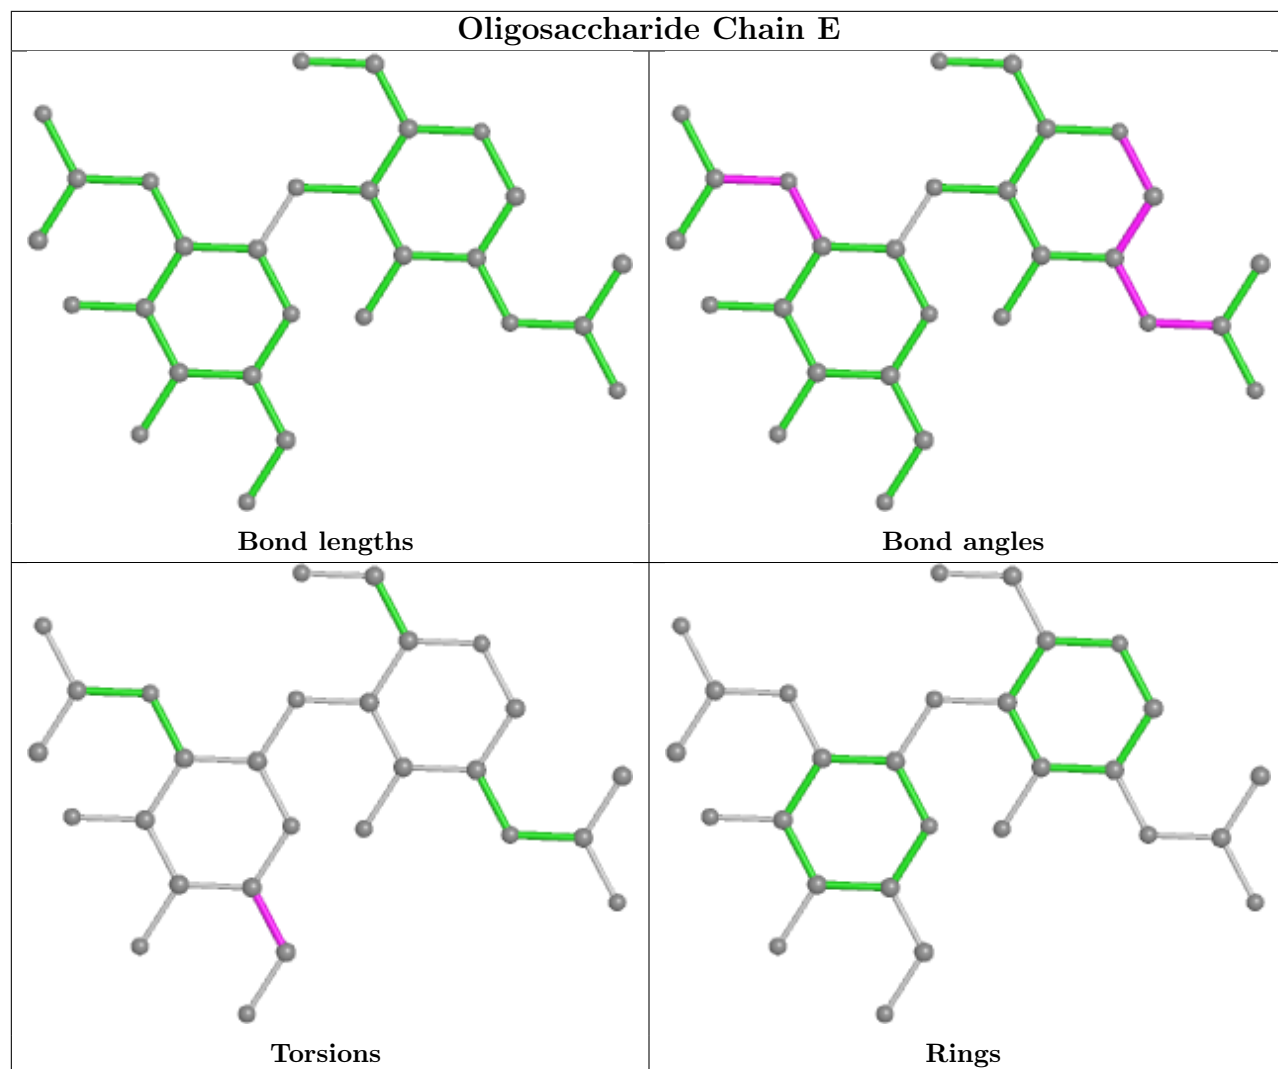 Oligosaccharide Chain E
Bond lengths
Bond angles
Torsions
Rings